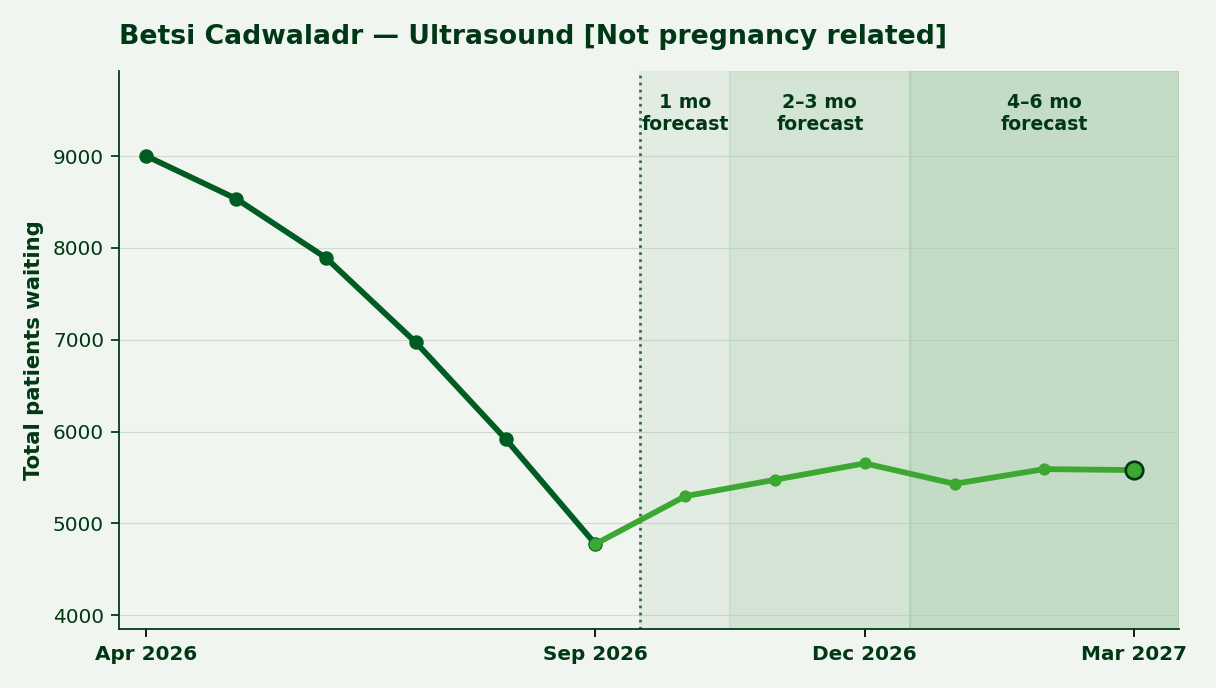 Betsi Cadwaladr — Ultrasound [Not pregnancy related]
1 mo
forecast
2–3 mo
forecast
4–6 mo
forecast
Total patients waiting
9000
8000
7000
6000
5000
4000
Apr 2026
Sep 2026
Dec 2026
Mar 2027